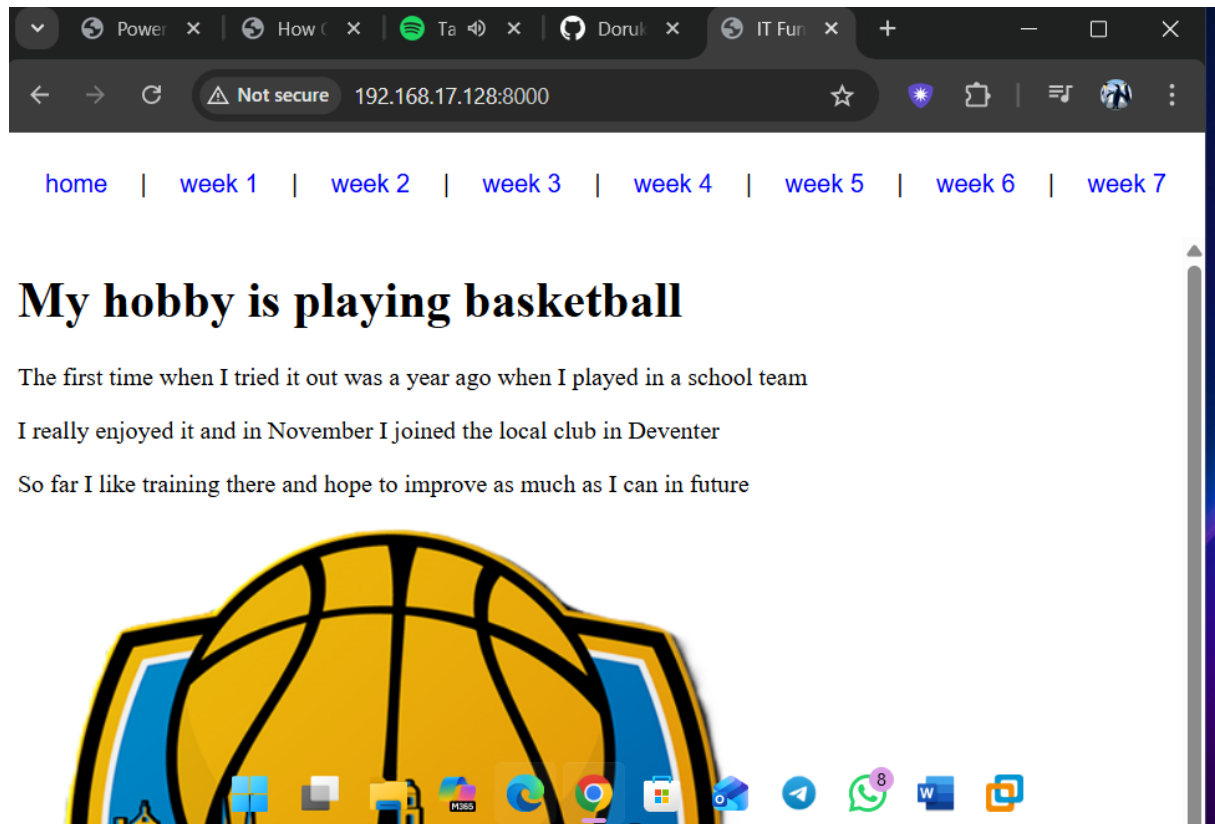 Power
How
Ta
Doruk
IT Fun
Not secure
192.168.17.128:8000
home | week 1 | week 2 | week 3 | week 4 | week 5 | week 6 | week 7
My hobby is playing basketball
The first time when I tried it out was a year ago when I played in a school team
I really enjoyed it and in November I joined the local club in Deventer
So far I like training there and hope to improve as much as I can in future
M365
8
W